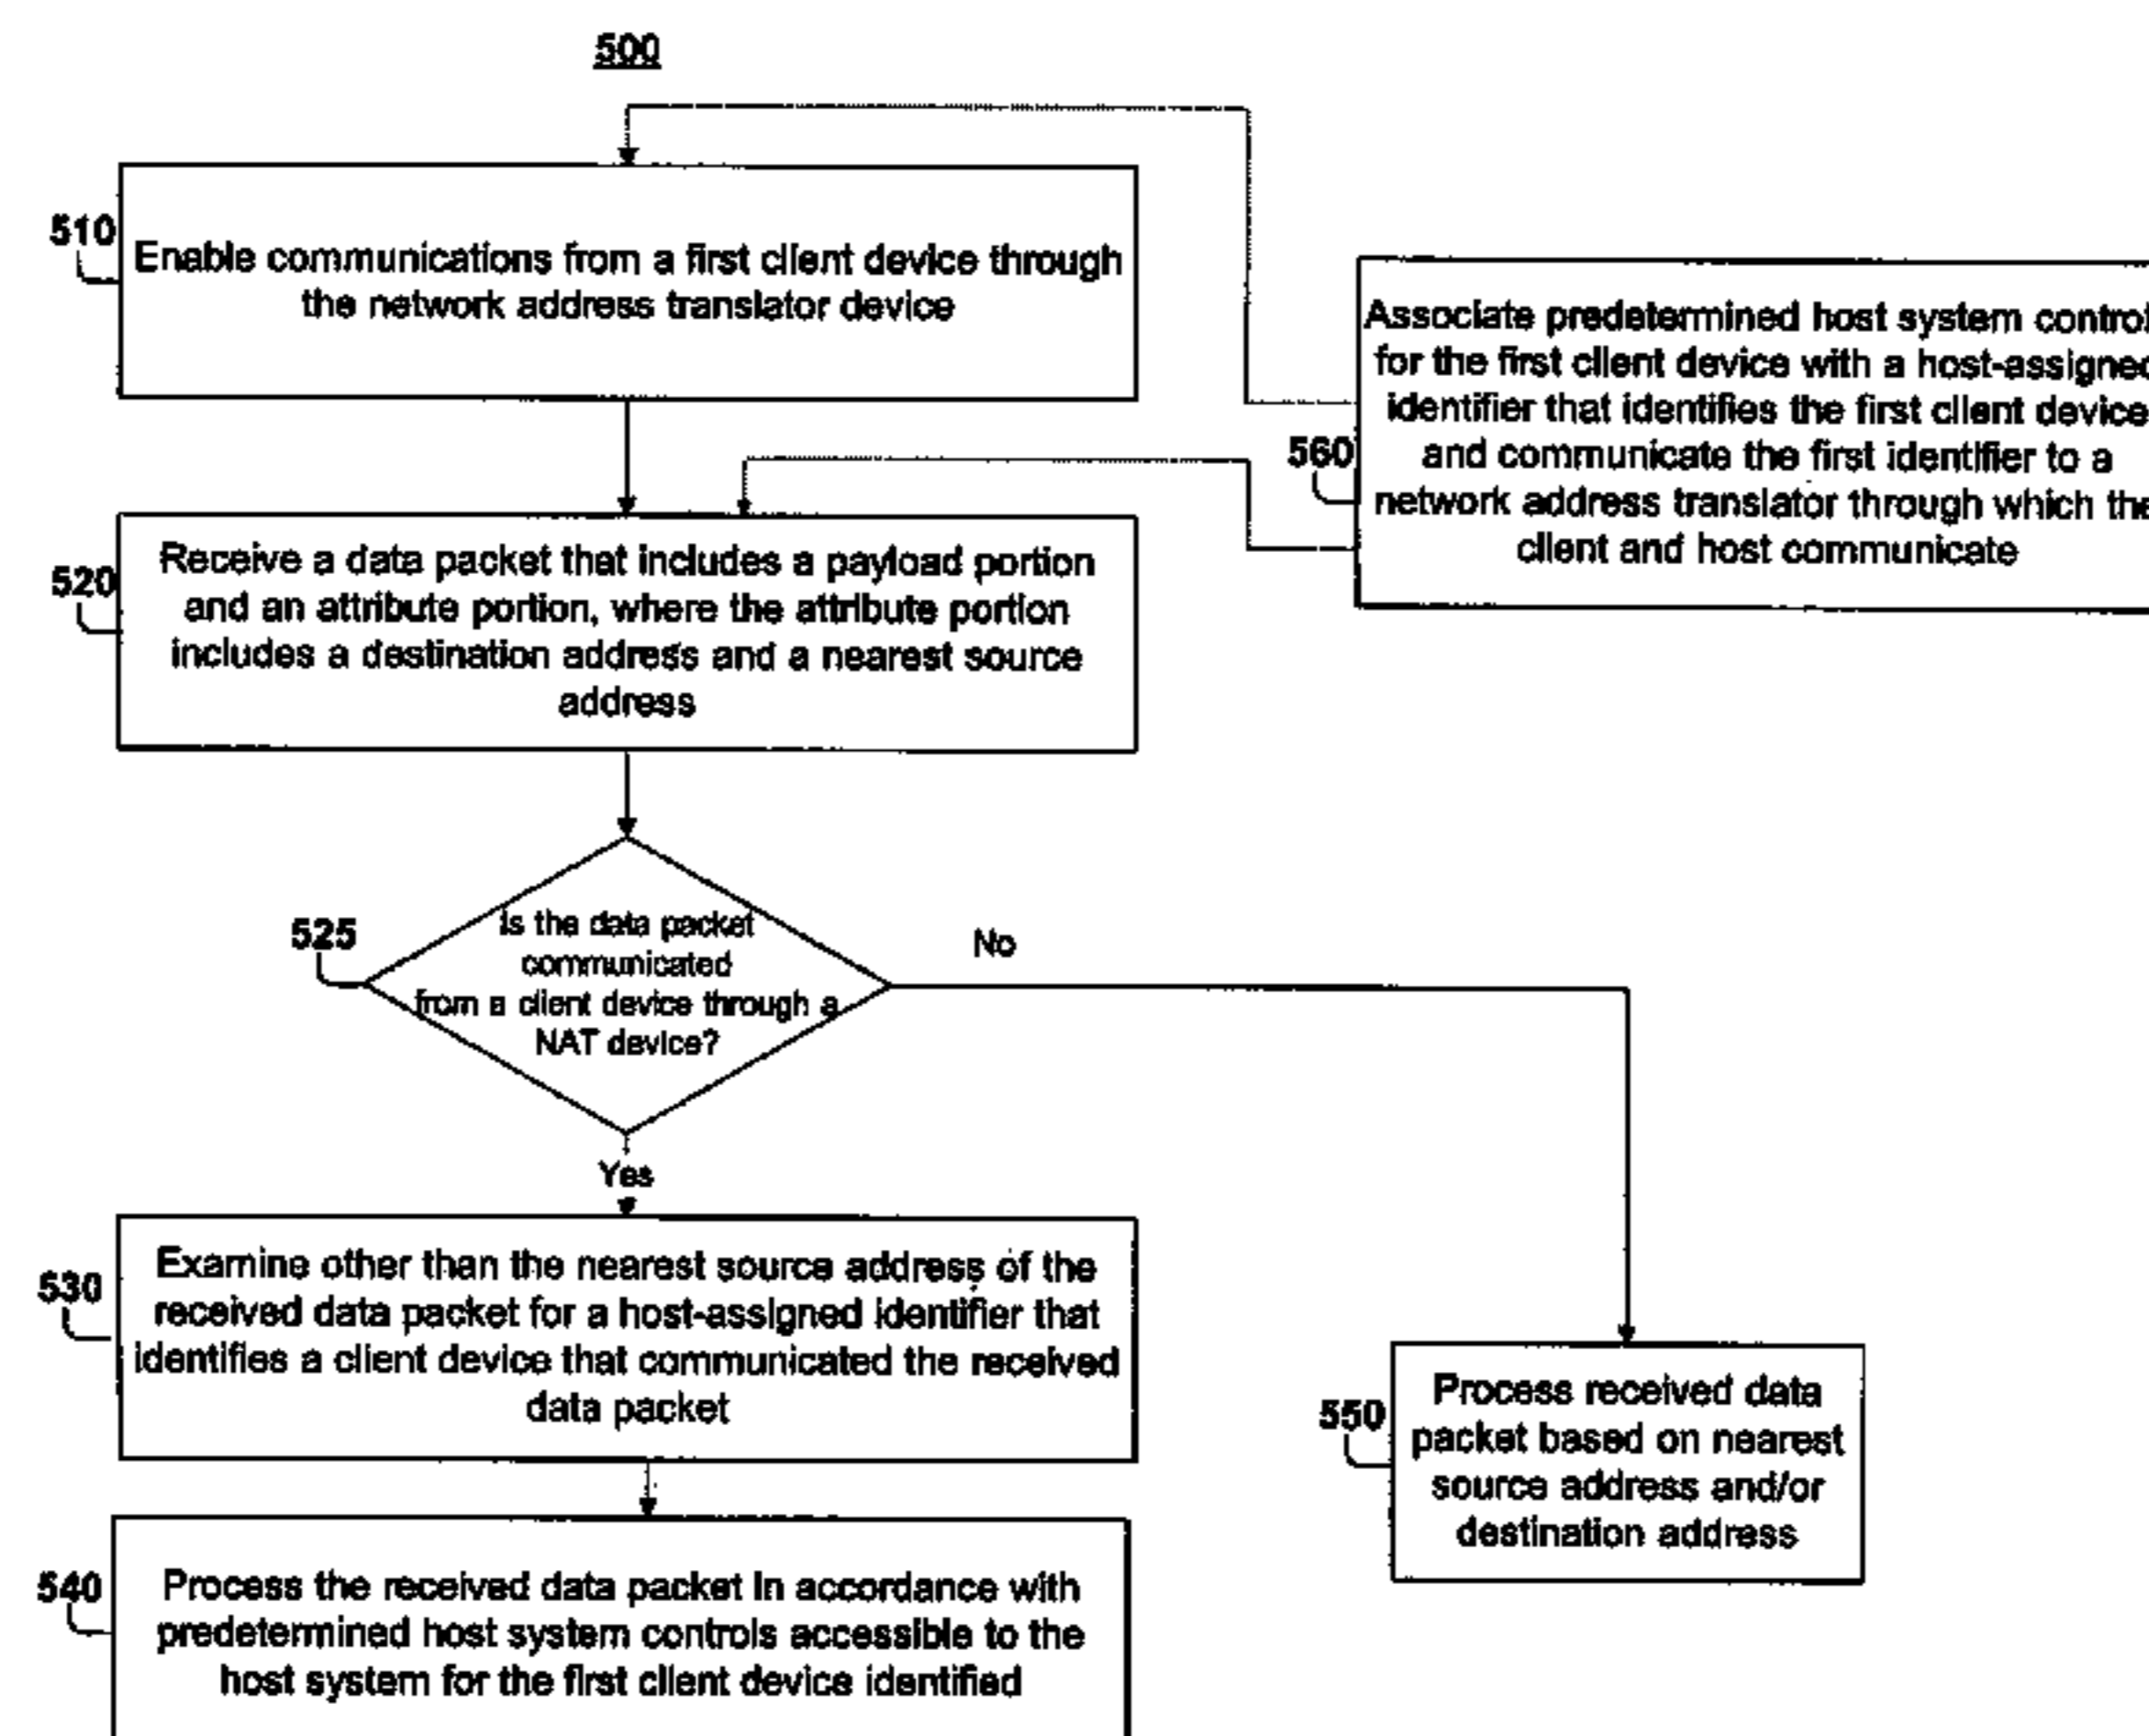 500
510
Enable communications from a first client device through
the network address translator device
Associate predetermined host system control
for the first client device with a host-assigned
identifier that identifies the first client device
and communicate the first identifier to a
network address translator through which the
client and host communicate
560
520
Receive a data packet that includes a payload portion
and an attribute portion, where the attribute portion
includes a destination address and a nearest source
address
525
Is the data packet
communicated
from a client device through a
NAT device?
No
Yes
530
Examine other than the nearest source address of the
received data packet for a host-assigned identifier that
identifies a client device that communicated the received
data packet
550
Process received data
packet based on nearest
source address and/or
destination address
540
Process the received data packet in accordance with
predetermined host system controls accessible to the
host system for the first client device identified